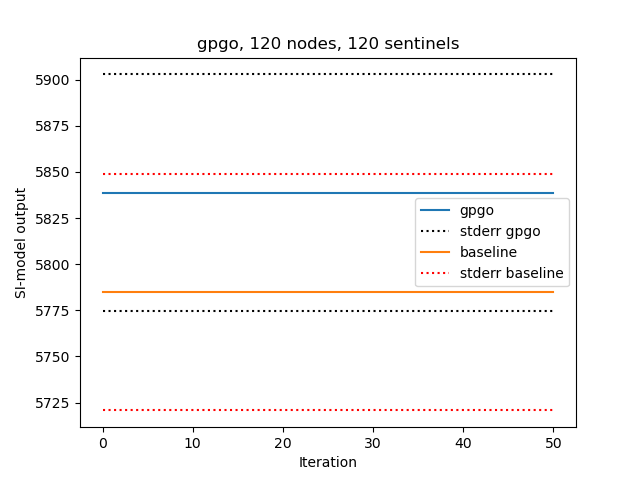 gpgo, 120 nodes, 120 sentinels
SI-model output
5900
5875
5850
5825
5800
5775
5750
5725
gpgo
stderr gpgo
baseline
stderr baseline
0 10 20 30 40 50
Iteration